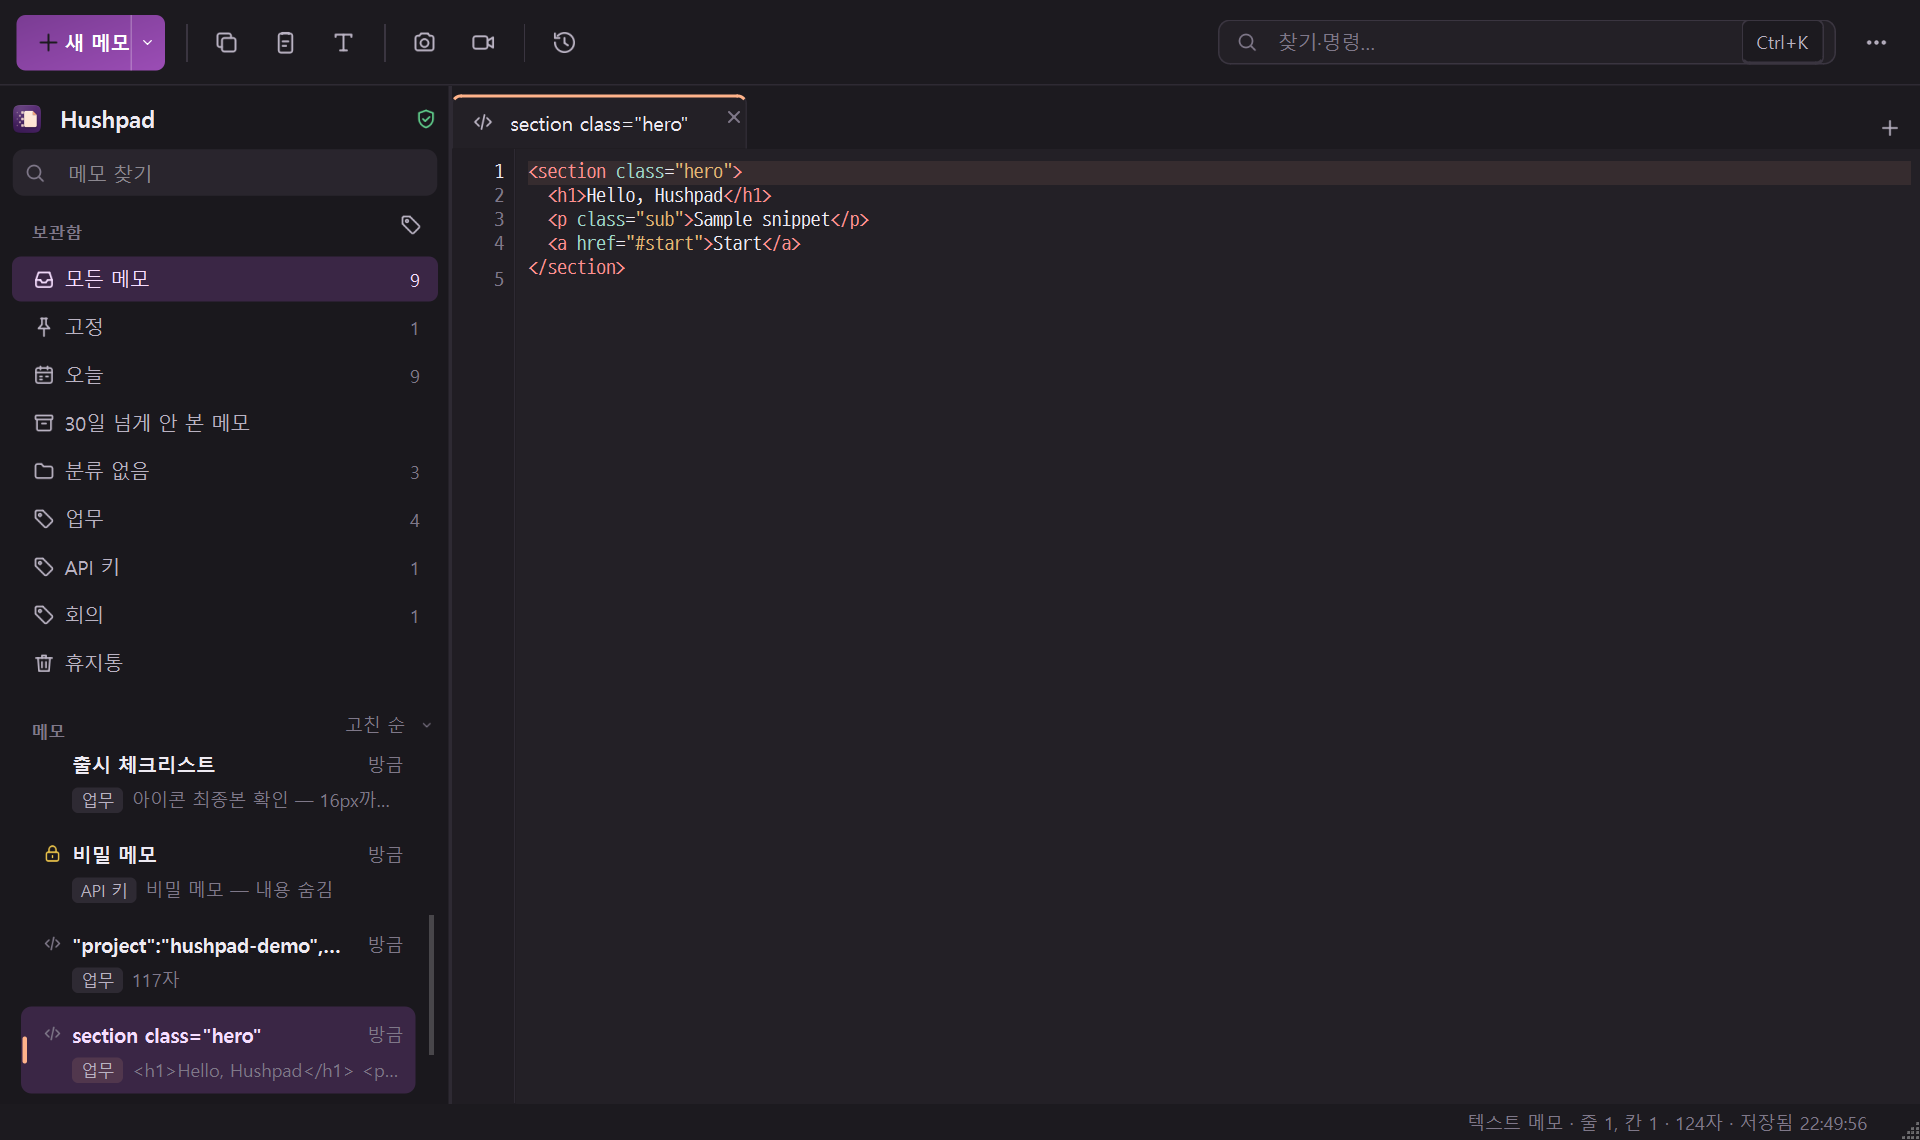 새 메모
찾기·명령...
Ctrl+K
Hushpad
메모 찾기
보관함
모든 메모 9
고정 1
오늘 9
30일 넘게 안 본 메모
분류 없음 3
업무 4
API 키 1
회의 1
휴지통
메모 고친 순
출시 체크리스트 방금
업무 아이콘 최종본 확인 — 16px까...
비밀 메모 방금
API 키 비밀 메모 — 내용 숨김
"project":"hushpad-demo",... 방금
업무 117자
section class="hero" 방금
업무 <h1>Hello, Hushpad</h1> <p...
section class="hero"
1 <section class="hero">
2 <h1>Hello, Hushpad</h1>
3 <p class="sub">Sample snippet</p>
4 <a href="#start">Start</a>
5 </section>
텍스트 메모 · 줄 1, 칸 1 · 124자 · 저장됨 22:49:56